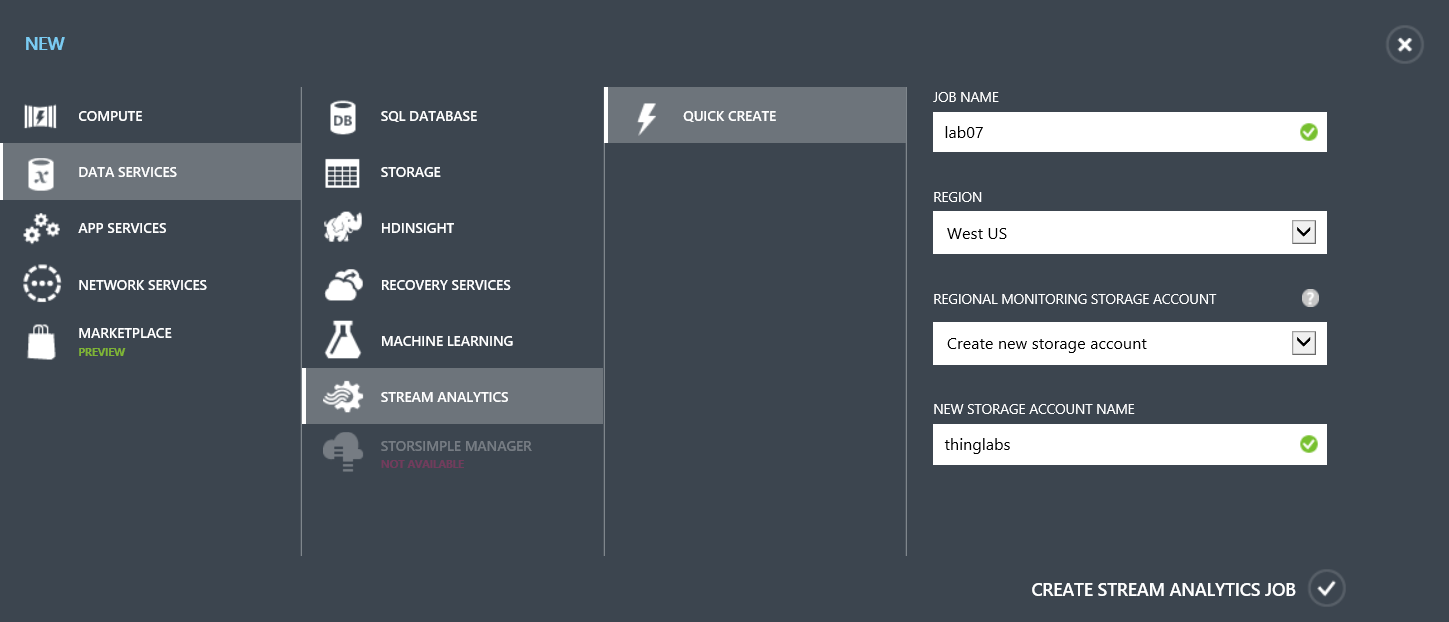 NEW
COMPUTE
DATA SERVICES
APP SERVICES
NETWORK SERVICES
MARKETPLACE
PREVIEW
DB
SQL DATABASE
STORAGE
HDINSIGHT
RECOVERY SERVICES
MACHINE LEARNING
STREAM ANALYTICS
STORSIMPLE MANAGER
NOT AVAILABLE
QUICK CREATE
JOB NAME
lab07
REGION
West US
REGIONAL MONITORING STORAGE ACCOUNT ?
Create new storage account
NEW STORAGE ACCOUNT NAME
thinglabs
CREATE STREAM ANALYTICS JOB